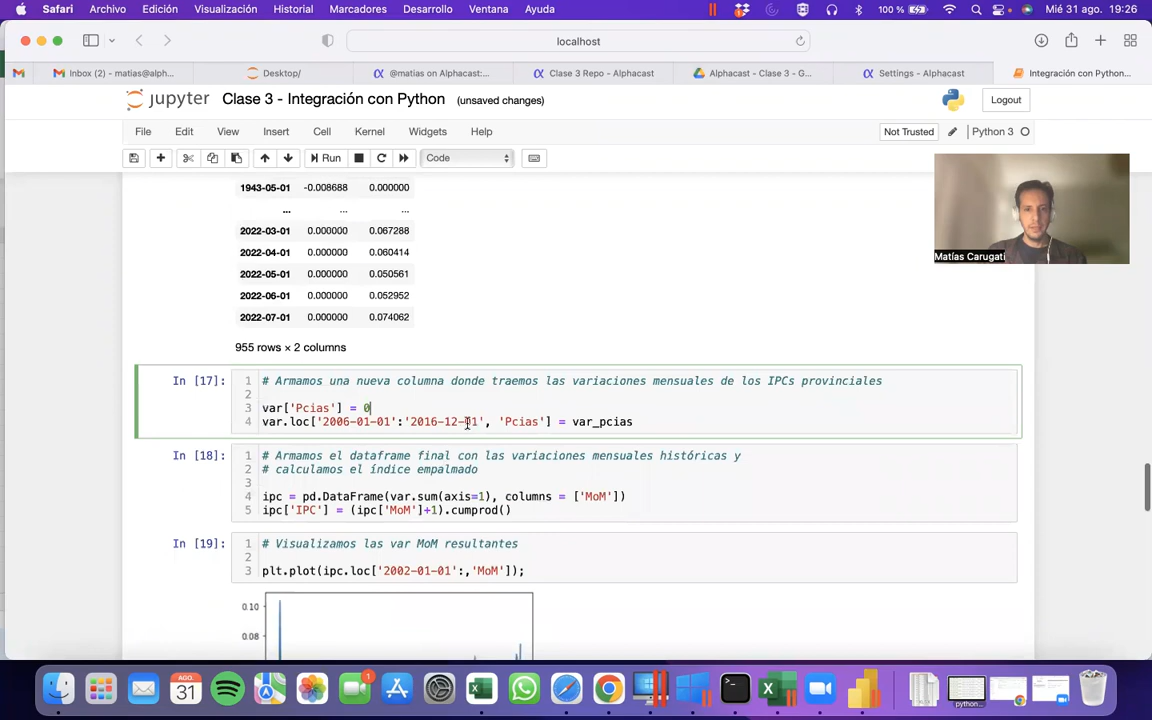 Safari Archivo Edición Visualización Historial Marcadores Desarrollo Ventana Ayuda 100 % Mié 31 ago. 19:26
localhost
Inbox (2) - matias@alph... Desktop/ @matias on Alphacast:... Clase 3 Repo - Alphacast Alphacast - Clase 3 - G... Settings - Alphacast Integración con Python...
jupyter Clase 3 - Integración con Python (unsaved changes) Logout
File Edit View Insert Cell Kernel Widgets Help Not Trusted Python 3
Run Code
1943-05-01 -0.008688 0.000000
... ... ...
2022-03-01 0.000000 0.067288
2022-04-01 0.000000 0.060414
2022-05-01 0.000000 0.050561
2022-06-01 0.000000 0.052952
2022-07-01 0.000000 0.074062
Matías Carugati
955 rows × 2 columns
In [17]: 1 # Armamos una nueva columna donde traemos las variaciones mensuales de los IPCs provinciales
2
3 var['Pcias'] = 0
4 var.loc['2006-01-01':'2016-12-01', 'Pcias'] = var_pcias
In [18]: 1 # Armamos el dataframe final con las variaciones mensuales históricas y
2 # calculamos el índice empalmado
3
4 ipc = pd.DataFrame(var.sum(axis=1), columns = ['MoM'])
5 ipc['IPC'] = (ipc['MoM']+1).cumprod()
In [19]: 1 # Visualizamos las var MoM resultantes
2
3 plt.plot(ipc.loc['2002-01-01':,'MoM']);
0.10
0.08
AGO.
31
1